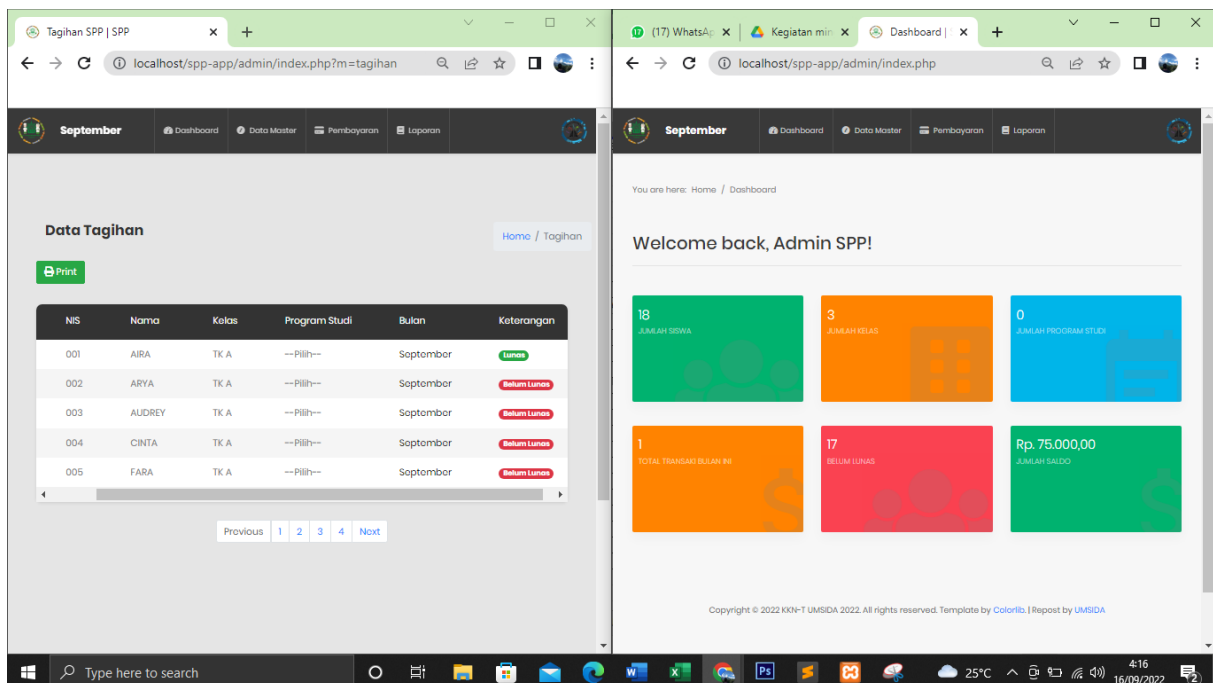 Tagihan SPP | SPP
localhost/spp-app/admin/index.php?m=tagihan
September Dashboard Data Master Pembayaran Laporan
Data Tagihan
Home / Tagihan
Print
NIS Nama Kelas Program Studi Bulan Keterangan
001 AIRA TK A --Pilih-- September Lunas
002 ARYA TK A --Pilih-- September Belum Lunas
003 AUDREY TK A --Pilih-- September Belum Lunas
004 CINTA TK A --Pilih-- September Belum Lunas
005 FARA TK A --Pilih-- September Belum Lunas
Previous 1 2 3 4 Next
(17) WhatsAp Kegiatan min Dashboard |
localhost/spp-app/admin/index.php
September Dashboard Data Master Pembayaran Laporan
You are here: Home / Dashboard
Welcome back, Admin SPP!
18
JUMLAH SISWA
3
JUMLAH KELAS
0
JUMLAH PROGRAM STUDI
1
TOTAL TRANSAKI BULAN INI
17
BELUM LUNAS
Rp. 75.000,00
JUMLAH SALDO
Copyright © 2022 KKN-T UMSIDA 2022. All rights reserved. Template by Colorlib. | Repost by UMSIDA
Type here to search
Ps
25°C
4:16
16/09/2022
2